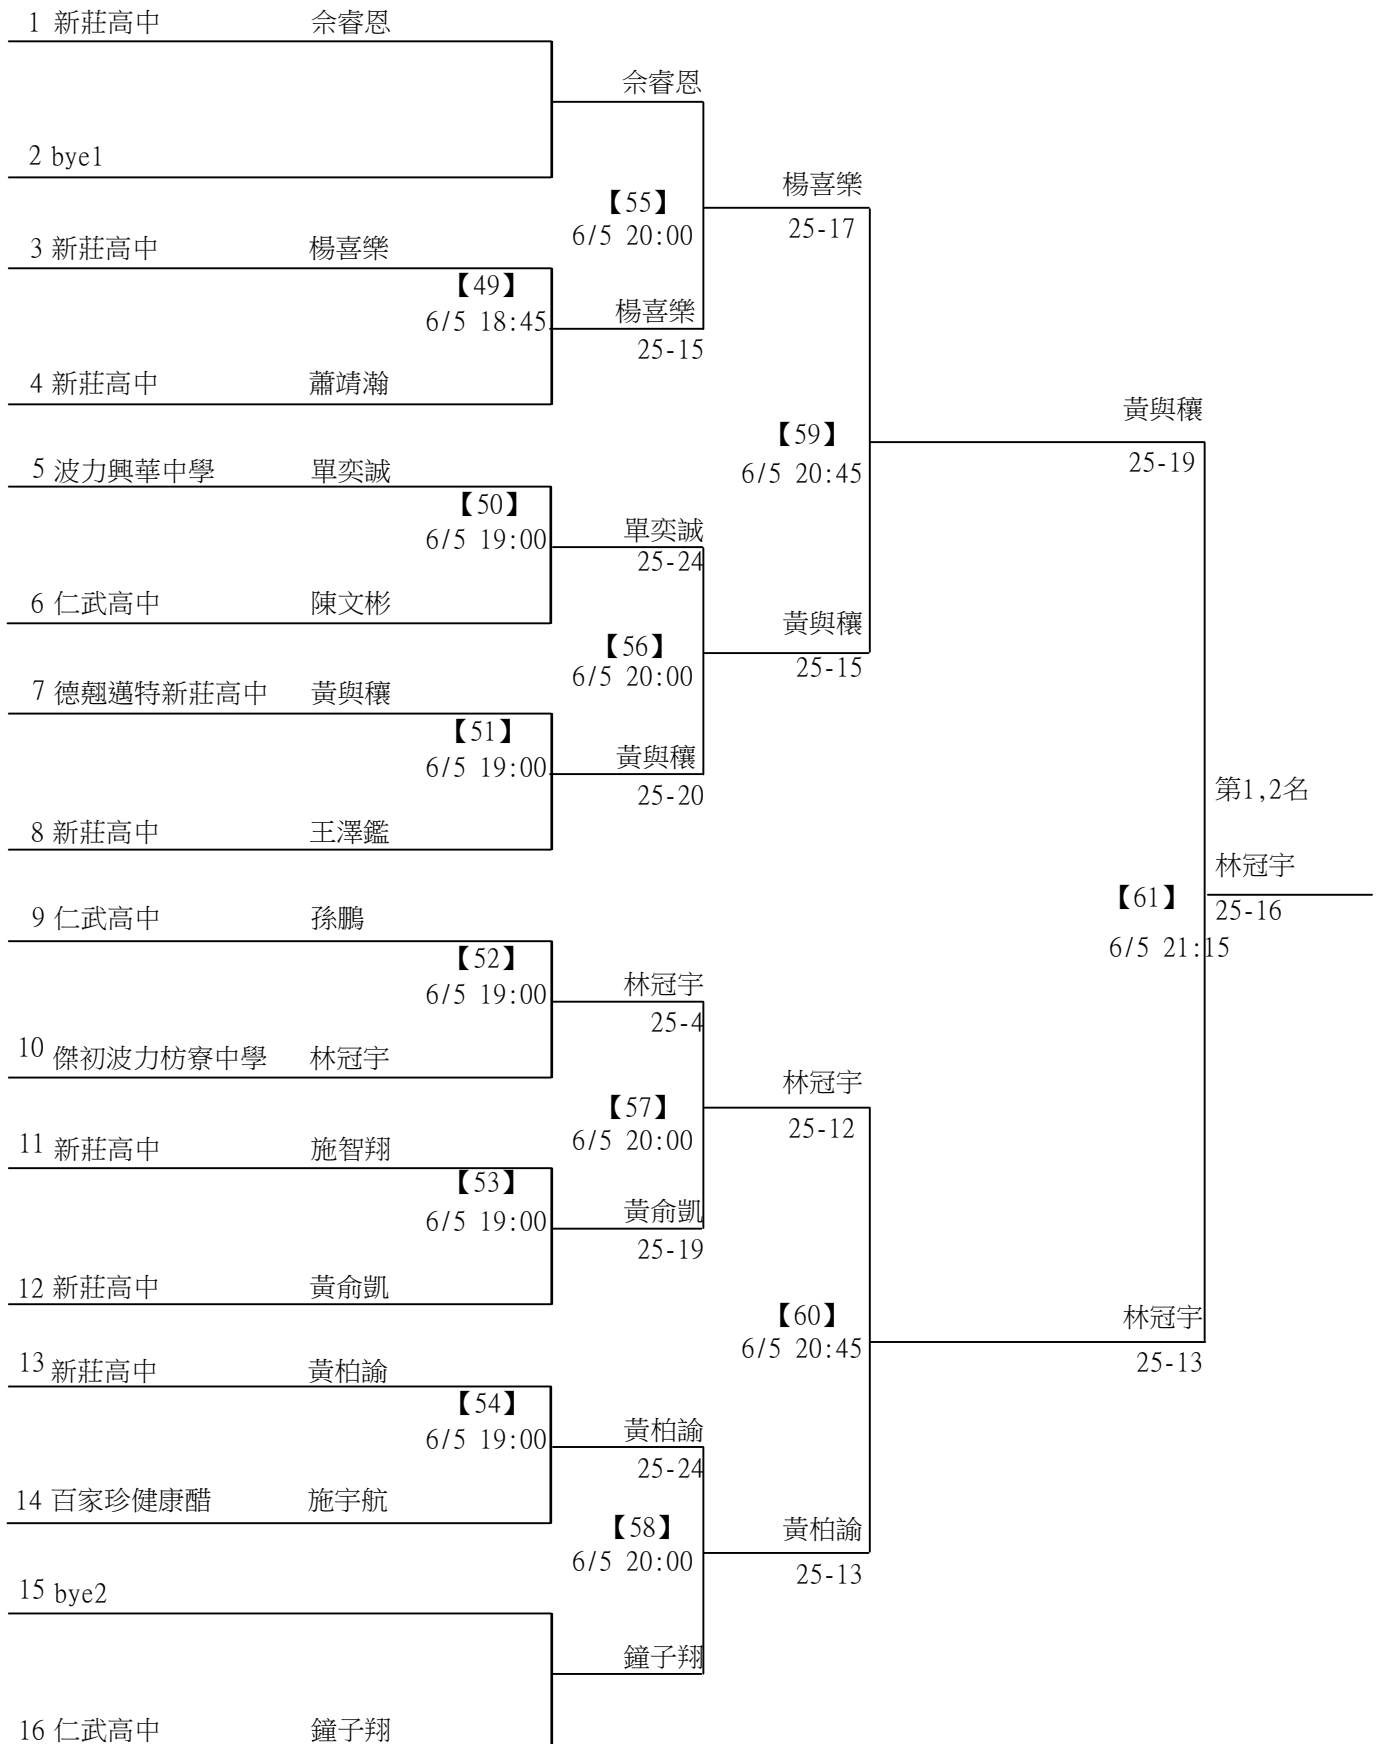 1 新莊高中 佘睿恩
佘睿恩
2 bye1
楊喜樂
【55】
25-17
6/5 20:00
3 新莊高中 楊喜樂
【49】
楊喜樂
6/5 18:45
25-15
4 新莊高中 蕭靖瀚
黃與穰
【59】
25-19
5 波力興華中學 單奕誠
6/5 20:45
【50】
單奕誠
6/5 19:00
25-24
6 仁武高中 陳文彬
黃與穰
【56】
25-15
6/5 20:00
7 德翹邁特新莊高中 黃與穰
【51】
黃與穰
6/5 19:00
25-20
第1,2名
8 新莊高中 王澤鑑
林冠宇
【61】
25-16
9 仁武高中 孫鵬
6/5 21:15
【52】
林冠宇
6/5 19:00
25-4
10 傑初波力枋寮中學 林冠宇
林冠宇
【57】
25-12
6/5 20:00
11 新莊高中 施智翔
【53】
黃俞凱
6/5 19:00
25-19
12 新莊高中 黃俞凱
【60】
林冠宇
6/5 20:45
25-13
13 新莊高中 黃柏諭
【54】
黃柏諭
6/5 19:00
25-24
14 百家珍健康醋 施宇航
【58】
黃柏諭
6/5 20:00
25-13
15 bye2
鐘子翔
16 仁武高中 鐘子翔